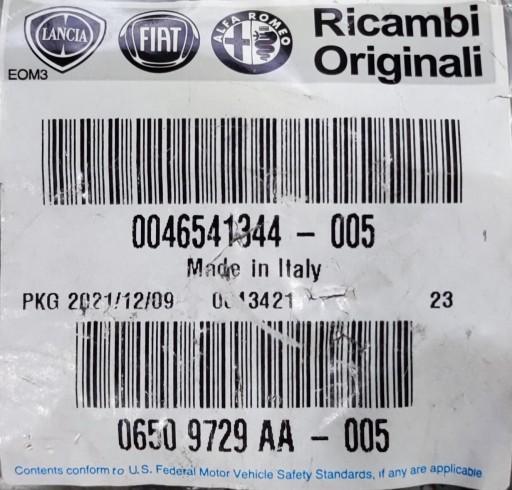 LANCIA FIAT ALFA ROMEO Ricambi
Originali
EOM3
0046541344 - 005
Made in Italy
PKG 2021/12/09 23
0650 9729 AA - 005
Contents conform to U.S. Federal Motor Vehicle Safety Standards, if any are applicable